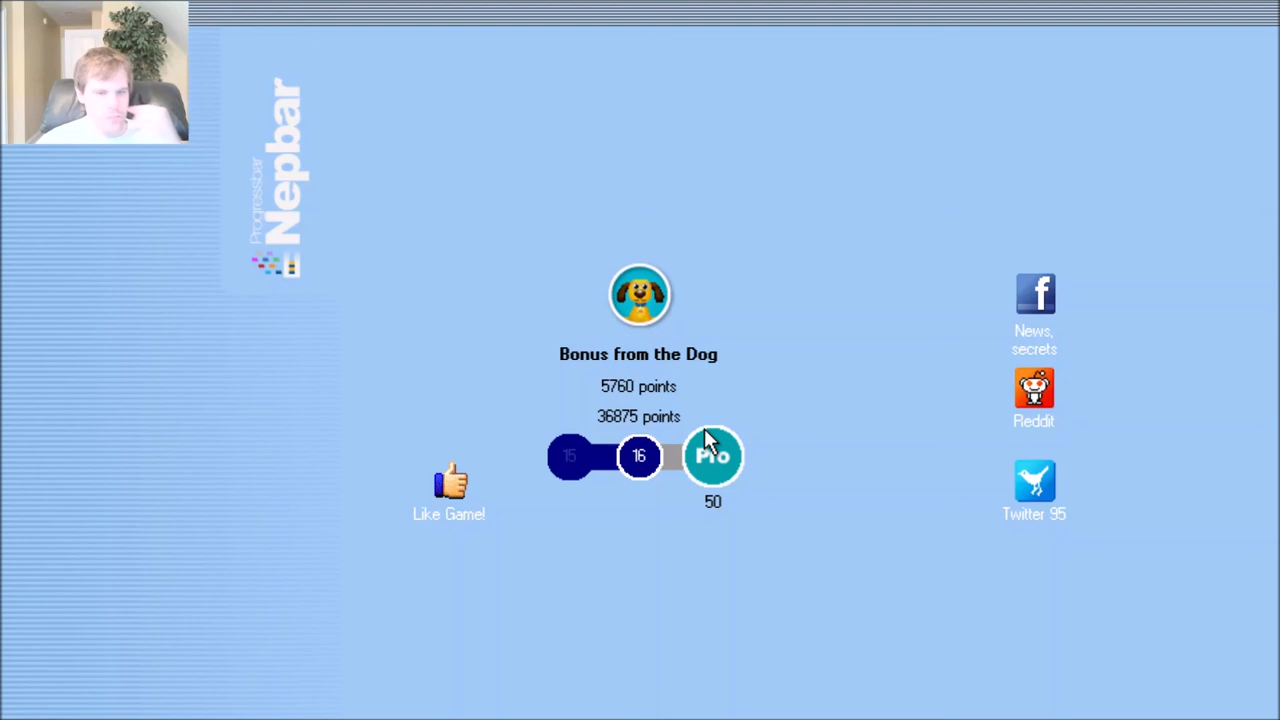 Progressbar
Nepbar
Bonus from the Dog
5760 points
36875 points
15
16
Pro
50
Like Game!
f
News,
secrets
Reddit
Twitter 95